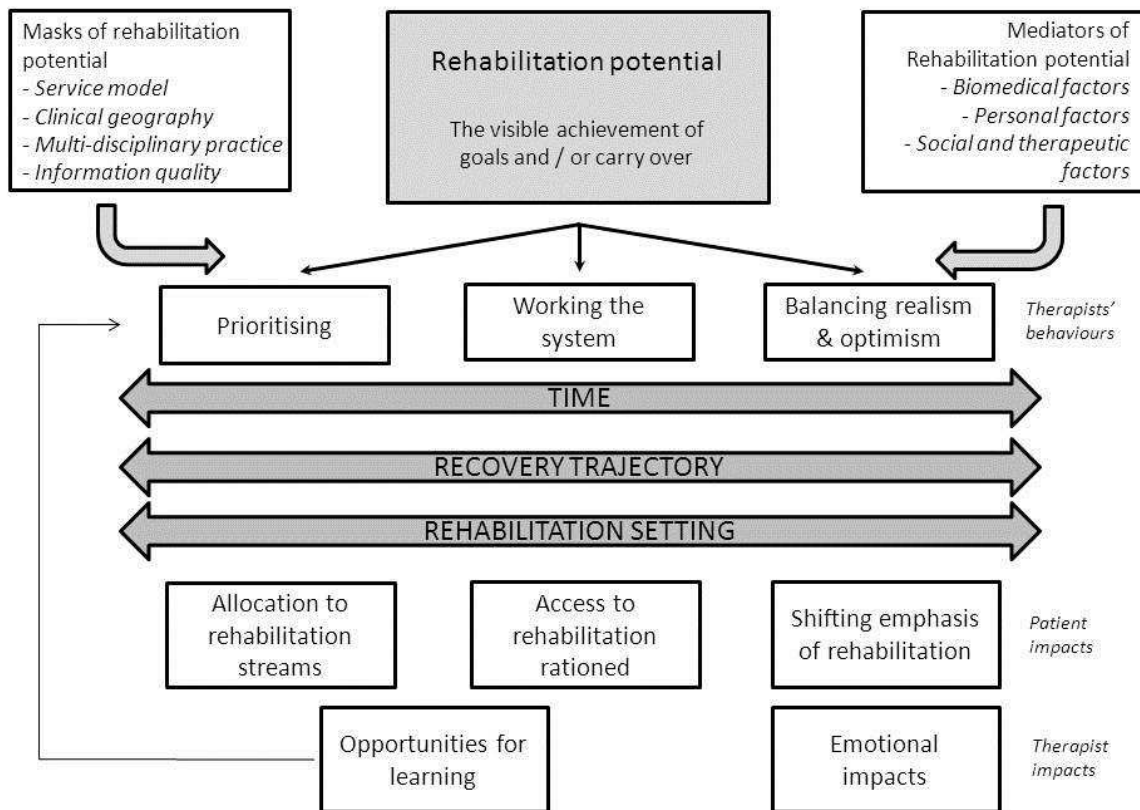 Masks of rehabilitation
potential
- Service model
- Clinical geography
- Multi-disciplinary practice
- Information quality
Rehabilitation potential
The visible achievement of
goals and / or carry over
Mediators of
Rehabilitation potential
- Biomedical factors
- Personal factors
- Social and therapeutic
factors
Prioritising
Working the
system
Balancing realism
& optimism
Therapists’
behaviours
TIME
RECOVERY TRAJECTORY
REHABILITATION SETTING
Allocation to
rehabilitation
streams
Access to
rehabilitation
rationed
Shifting emphasis
of rehabilitation
Patient
impacts
Opportunities for
learning
Emotional
impacts
Therapist
impacts